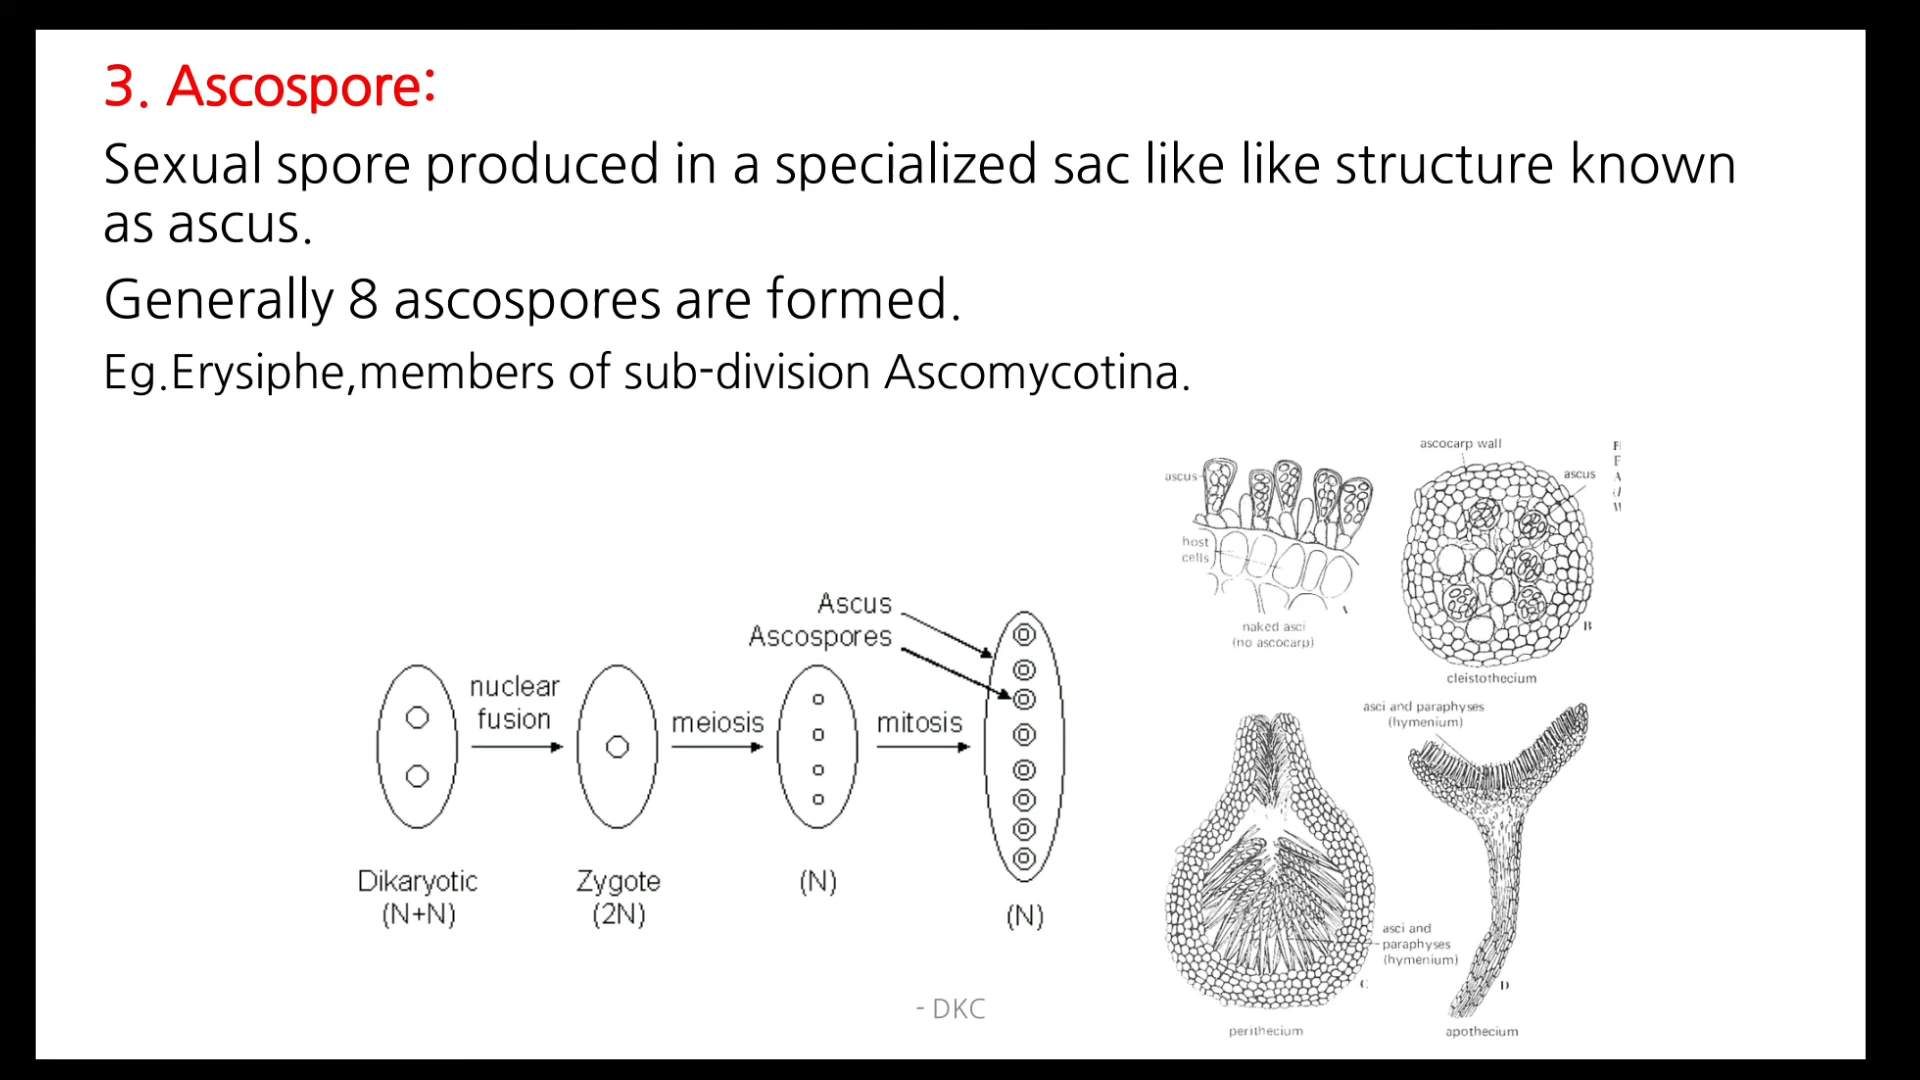 3. Ascospore:
Sexual spore produced in a specialized sac like like structure known
as ascus.
Generally 8 ascospores are formed.
Eg.Erysiphe,members of sub-division Ascomycotina.
Ascus
Ascospores
nuclear
fusion
meiosis
mitosis
Dikaryotic
(N+N)
Zygote
(2N)
(N)
(N)
ascus
host
cells
A
naked asci
(no ascocarp)
ascocarp wall
ascus
B
cleistothecium
asci and paraphyses
(hymenium)
asci and
paraphyses
(hymenium)
C
perithecium
D
apothecium
- DKC